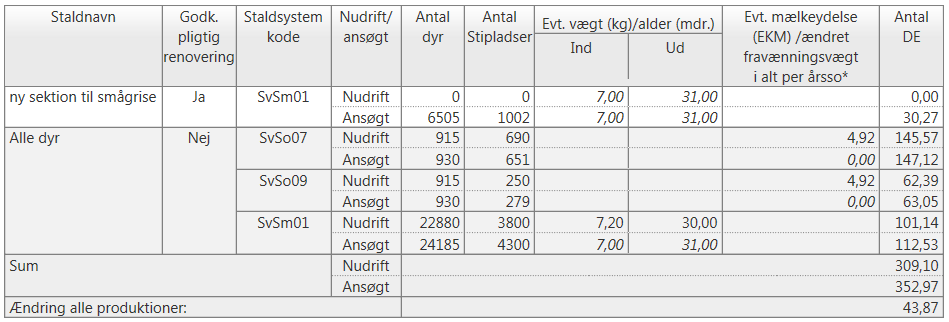 Staldnavn Godk. pligtig renovering Staldsystem kode Nudrift/ ansøgt Antal dyr Antal Stipladser Evt. vægt (kg)/alder (mdr.) Ind Ud Evt. mælkeydelse (EKM) /ændret fravænningsvægt i alt per årsso* Antal DE
ny sektion til smågrise Ja SvSm01 Nudrift 0 0 7,00 31,00 0,00
Ansøgt 6505 1002 7,00 31,00 30,27
Alle dyr Nej SvSo07 Nudrift 915 690 4,92 145,57
Ansøgt 930 651 0,00 147,12
SvSo09 Nudrift 915 250 4,92 62,39
Ansøgt 930 279 0,00 63,05
SvSm01 Nudrift 22880 3800 7,20 30,00 101,14
Ansøgt 24185 4300 7,00 31,00 112,53
Sum Nudrift 309,10
Ansøgt 352,97
Ændring alle produktioner: 43,87